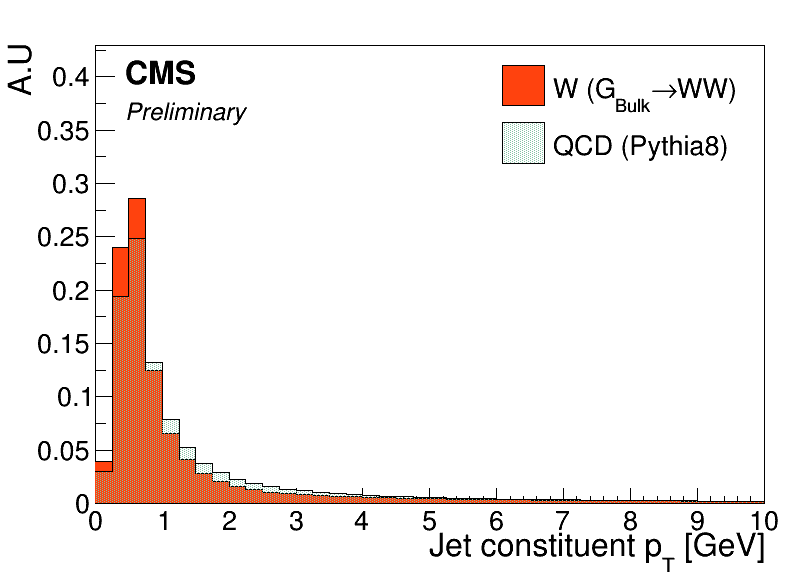 A.U
CMS
Preliminary
W (G_Bulk→WW)
QCD (Pythia8)
0.4
0.35
0.3
0.25
0.2
0.15
0.1
0.05
0
0 1 2 3 4 5 6 7 8 9 10
Jet constituent p_T [GeV]